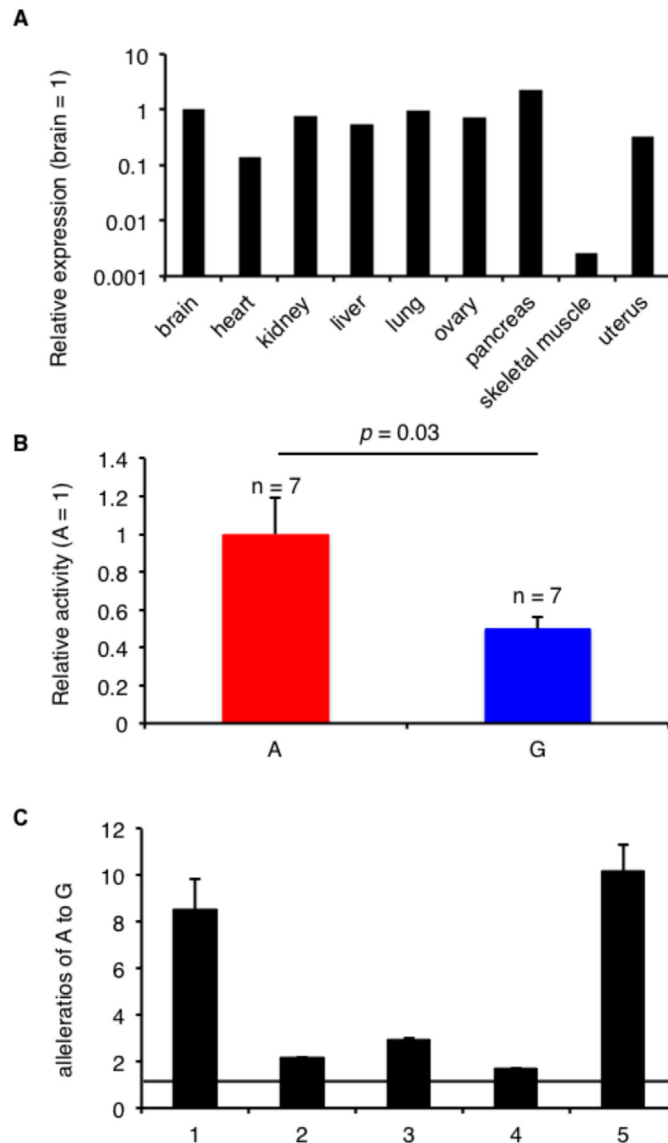 A
Relative expression (brain = 1)
10
1
0.1
0.01
0.001
brain
heart
kidney
liver
lung
ovary
pancreas
sketetal muscle
uterus
B
Relative activity (A = 1)
p = 0.03
1.4
1.2
1
0.8
0.6
0.4
0.2
0
n = 7
n = 7
A
G
C
alleleratios of A to G
12
10
8
6
4
2
0
1
2
3
4
5